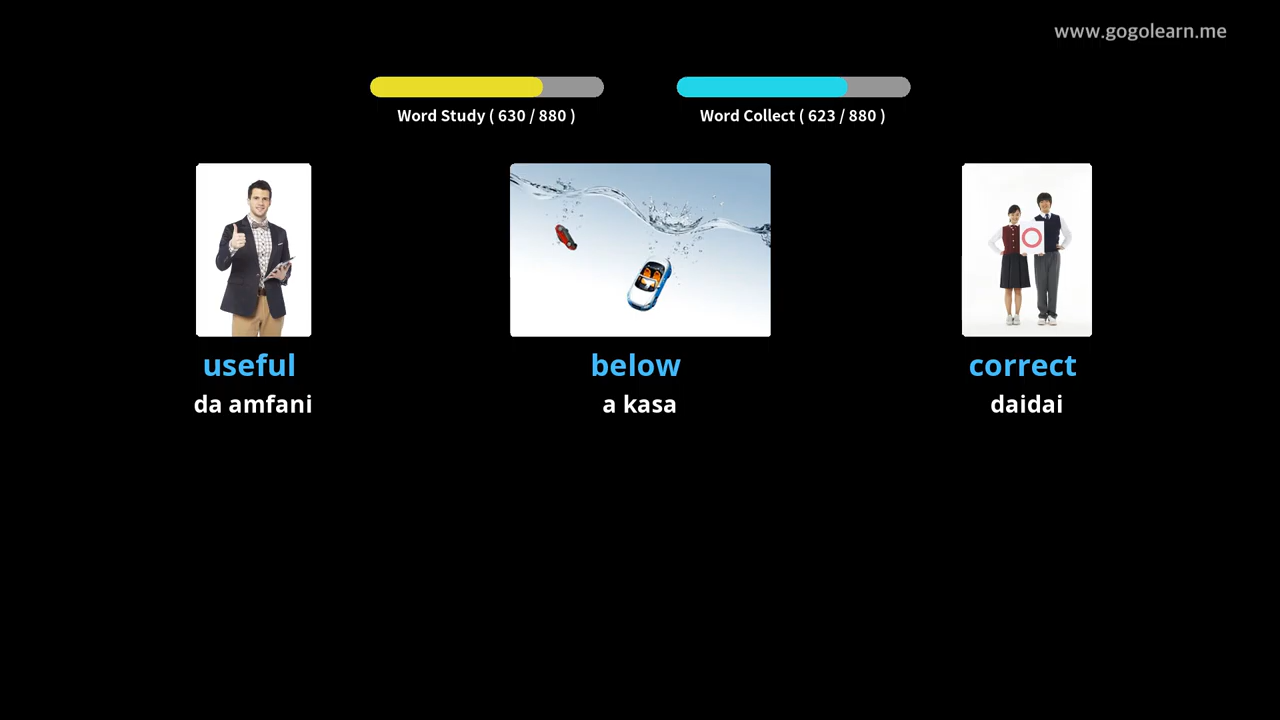 www.gogolearn.me
Word Study ( 630 / 880 )
Word Collect ( 623 / 880 )
useful
da amfani
below
a kasa
correct
daidai